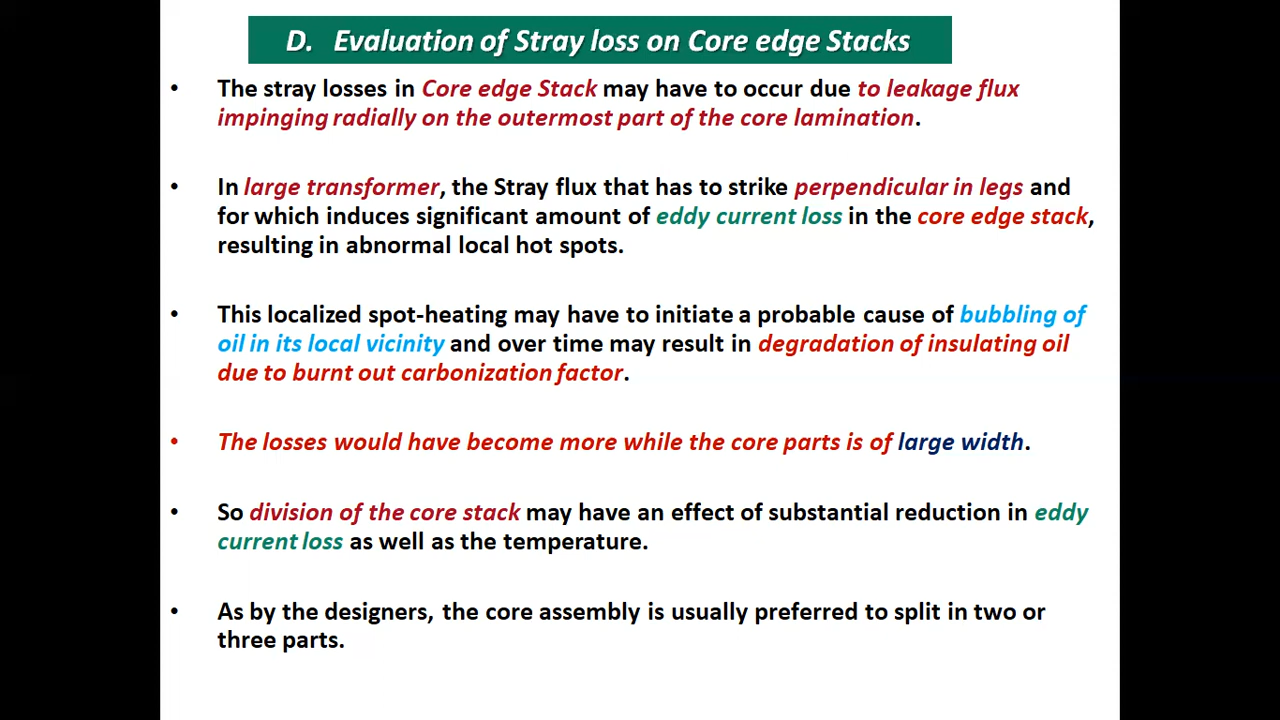 D. Evaluation of Stray loss on Core edge Stacks
• The stray losses in Core edge Stack may have to occur due to leakage flux
impinging radially on the outermost part of the core lamination.
• In large transformer, the Stray flux that has to strike perpendicular in legs and
for which induces significant amount of eddy current loss in the core edge stack,
resulting in abnormal local hot spots.
• This localized spot-heating may have to initiate a probable cause of bubbling of
oil in its local vicinity and over time may result in degradation of insulating oil
due to burnt out carbonization factor.
• The losses would have become more while the core parts is of large width.
• So division of the core stack may have an effect of substantial reduction in eddy
current loss as well as the temperature.
• As by the designers, the core assembly is usually preferred to split in two or
three parts.